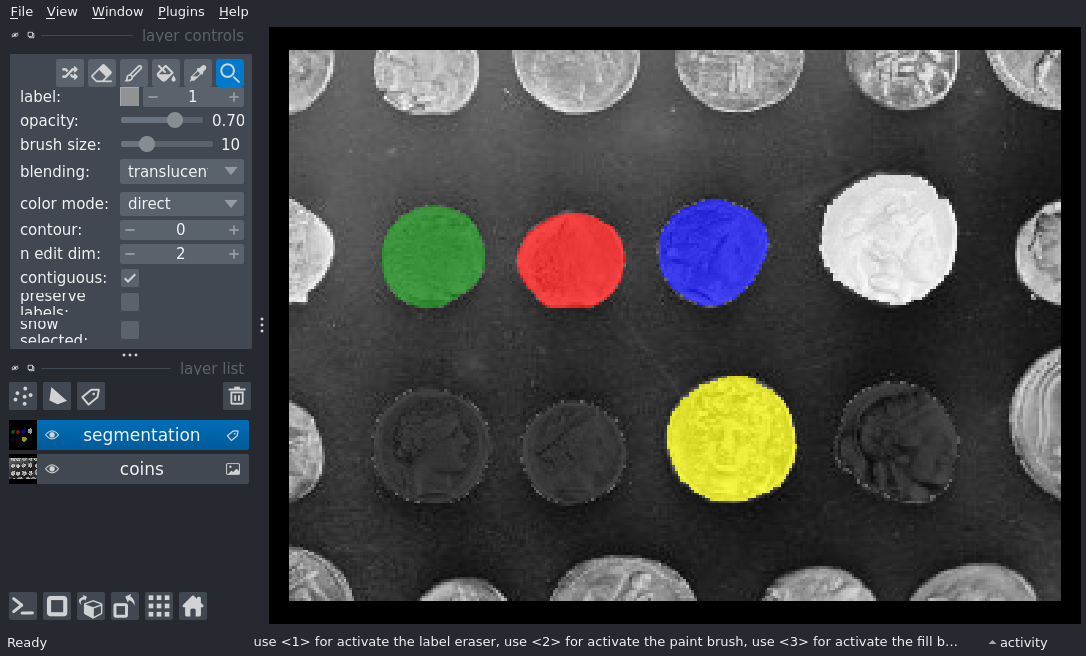 File View Window Plugins Help
layer controls
label: 1
opacity: 0.70
brush size: 10
blending: translucen
color mode: direct
contour: 0
n edit dim: 2
contiguous:
preserve
labels:
show
selected:
layer list
segmentation
coins
Ready use <1> for activate the label eraser, use <2> for activate the paint brush, use <3> for activate the fill b... activity